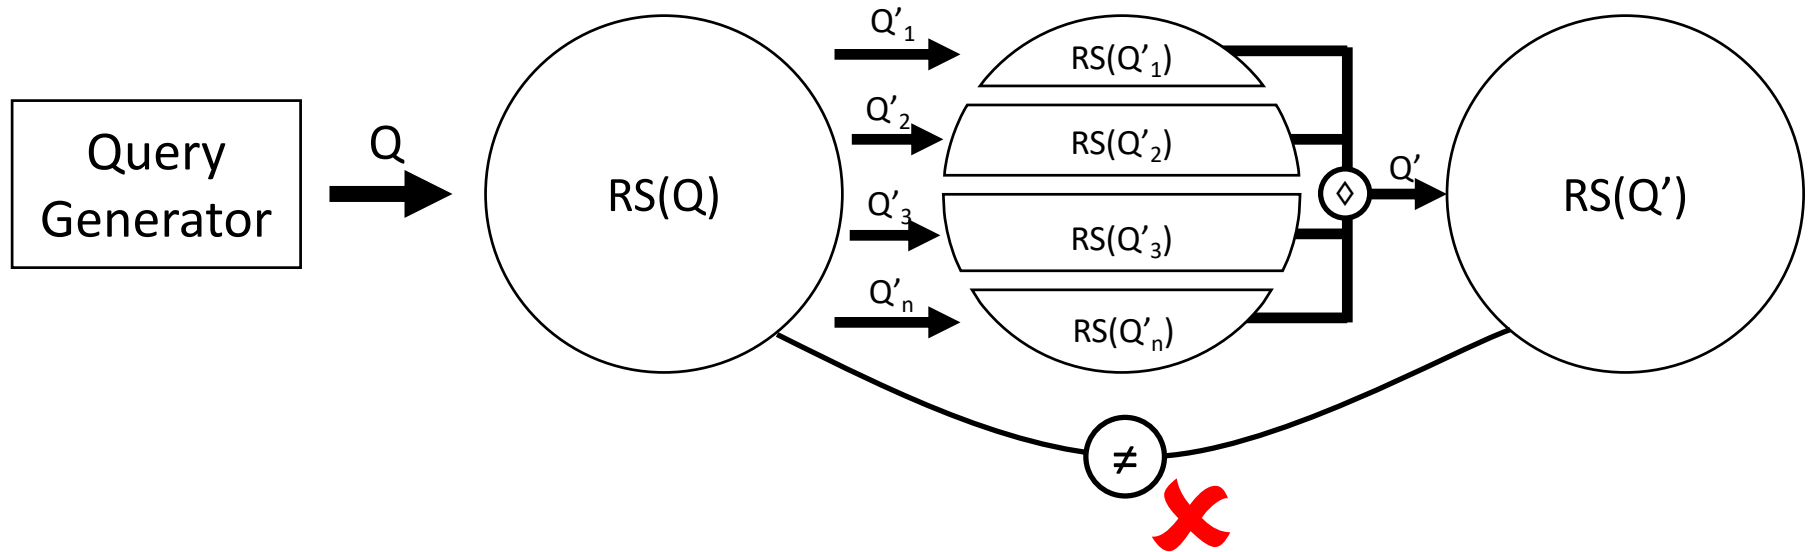 Query
Generator
Q
RS(Q)
Q'1
Q'2
Q'3
Q'n
RS(Q'1)
RS(Q'2)
RS(Q'3)
RS(Q'n)
◊
Q'
RS(Q')
≠